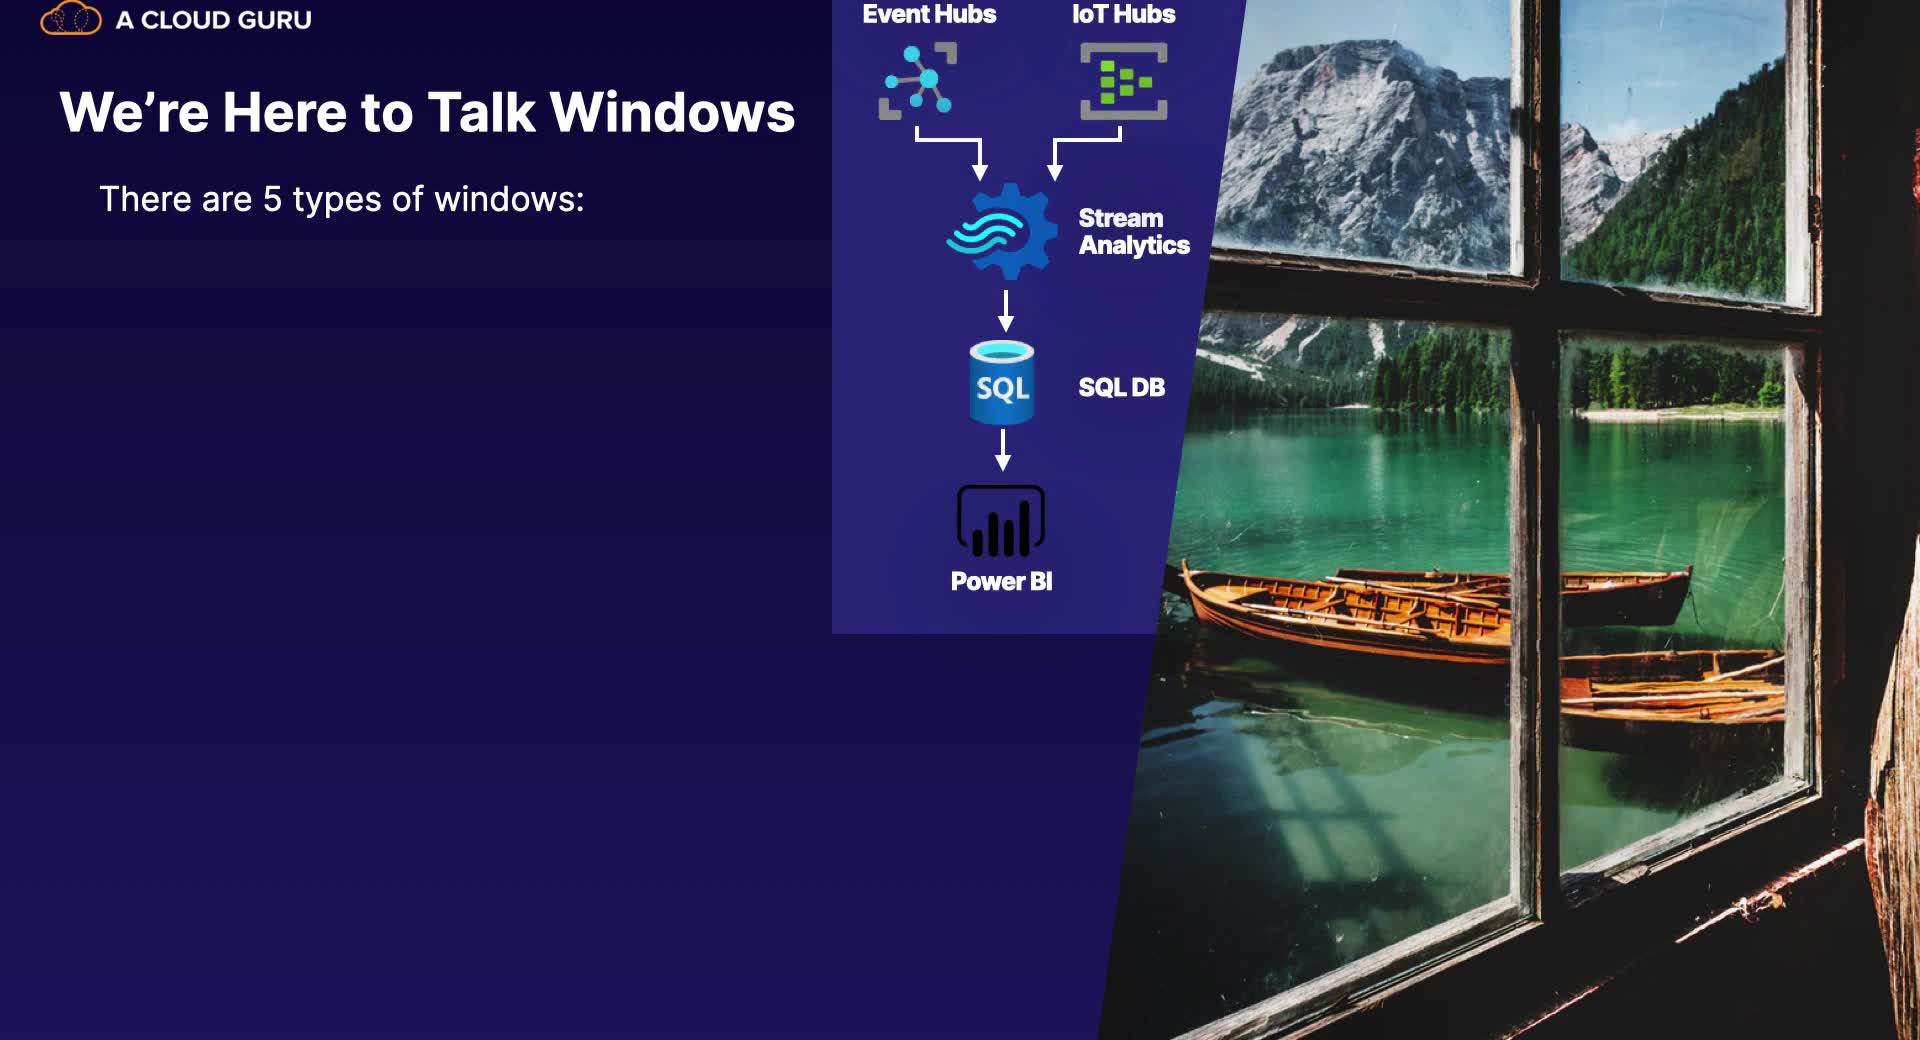 A CLOUD GURU
We’re Here to Talk Windows
There are 5 types of windows:
Event Hubs
IoT Hubs
Stream
Analytics
SQL
SQL DB
Power BI